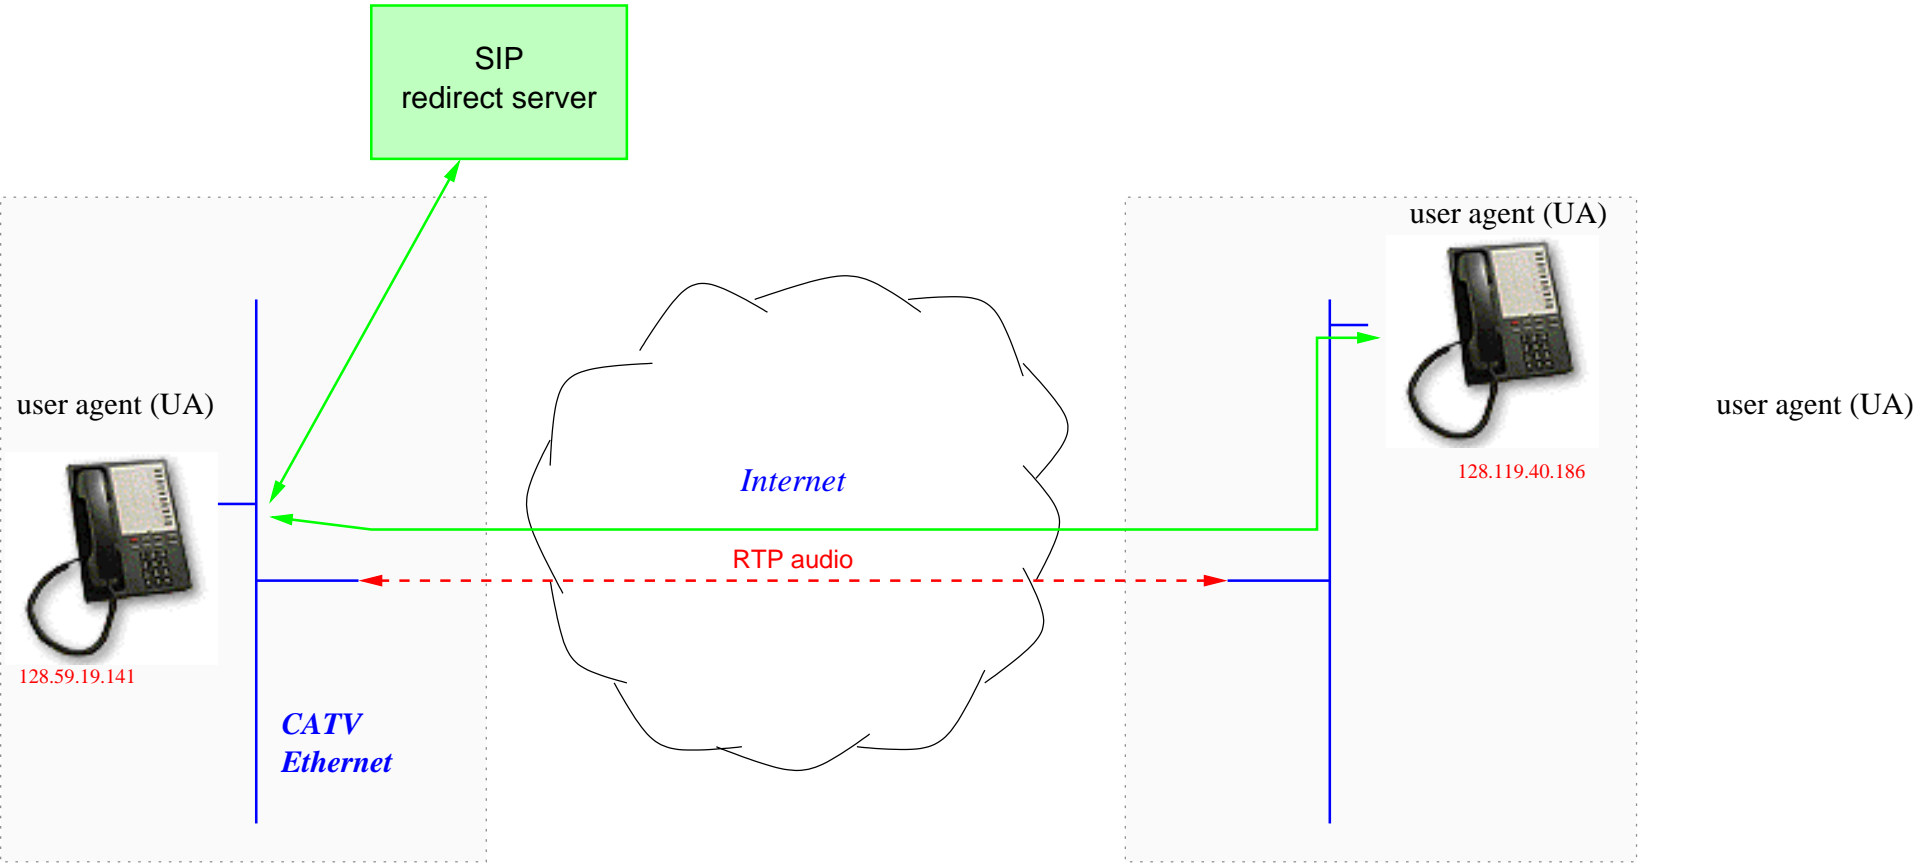 SIP
redirect server
user agent (UA)
user agent (UA)
user agent (UA)
128.119.40.186
Internet
RTP audio
128.59.19.141
CATV
Ethernet